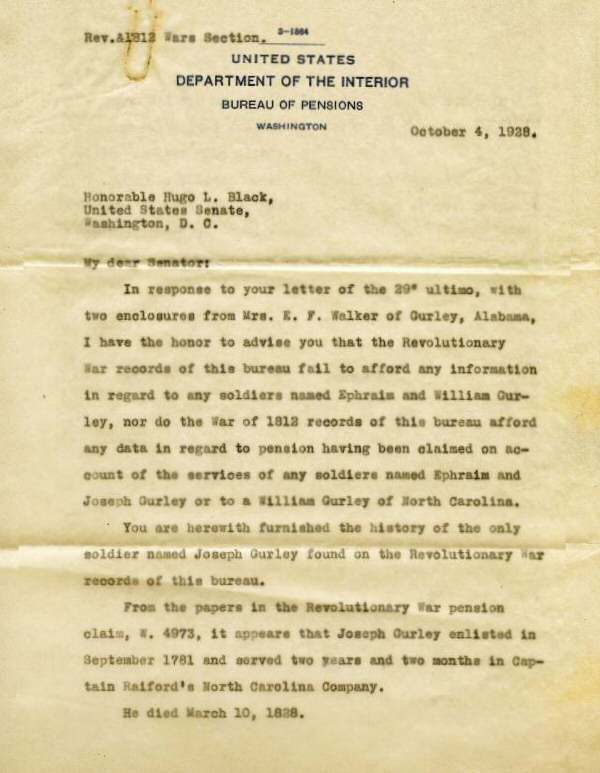 3-1864
Rev.&1812 Wars Section.
UNITED STATES
DEPARTMENT OF THE INTERIOR
BUREAU OF PENSIONS
WASHINGTON
October 4, 1928.
Honorable Hugo L. Black,
United States Senate,
Washington, D. C.
My dear Senator:
In response to your letter of the 29" ultimo, with
two enclosures from Mrs. E. F. Walker of Gurley, Alabama,
I have the honor to advise you that the Revolutionary
War records of this bureau fail to afford any information
in regard to any soldiers named Ephraim and William Gur-
ley, nor do the War of 1812 records of this bureau afford
any data in regard to pension having been claimed on ac-
count of the services of any soldiers named Ephraim and
Joseph Gurley or to a William Gurley of North Carolina.
You are herewith furnished the history of the only
soldier named Joseph Gurley found on the Revolutionary War
records of this bureau.
From the papers in the Revolutionary War pension
claim, W. 4973, it appears that Joseph Gurley enlisted in
September 1781 and served two years and two months in Cap-
tain Raiford's North Carolina Company.
He died March 10, 1828.